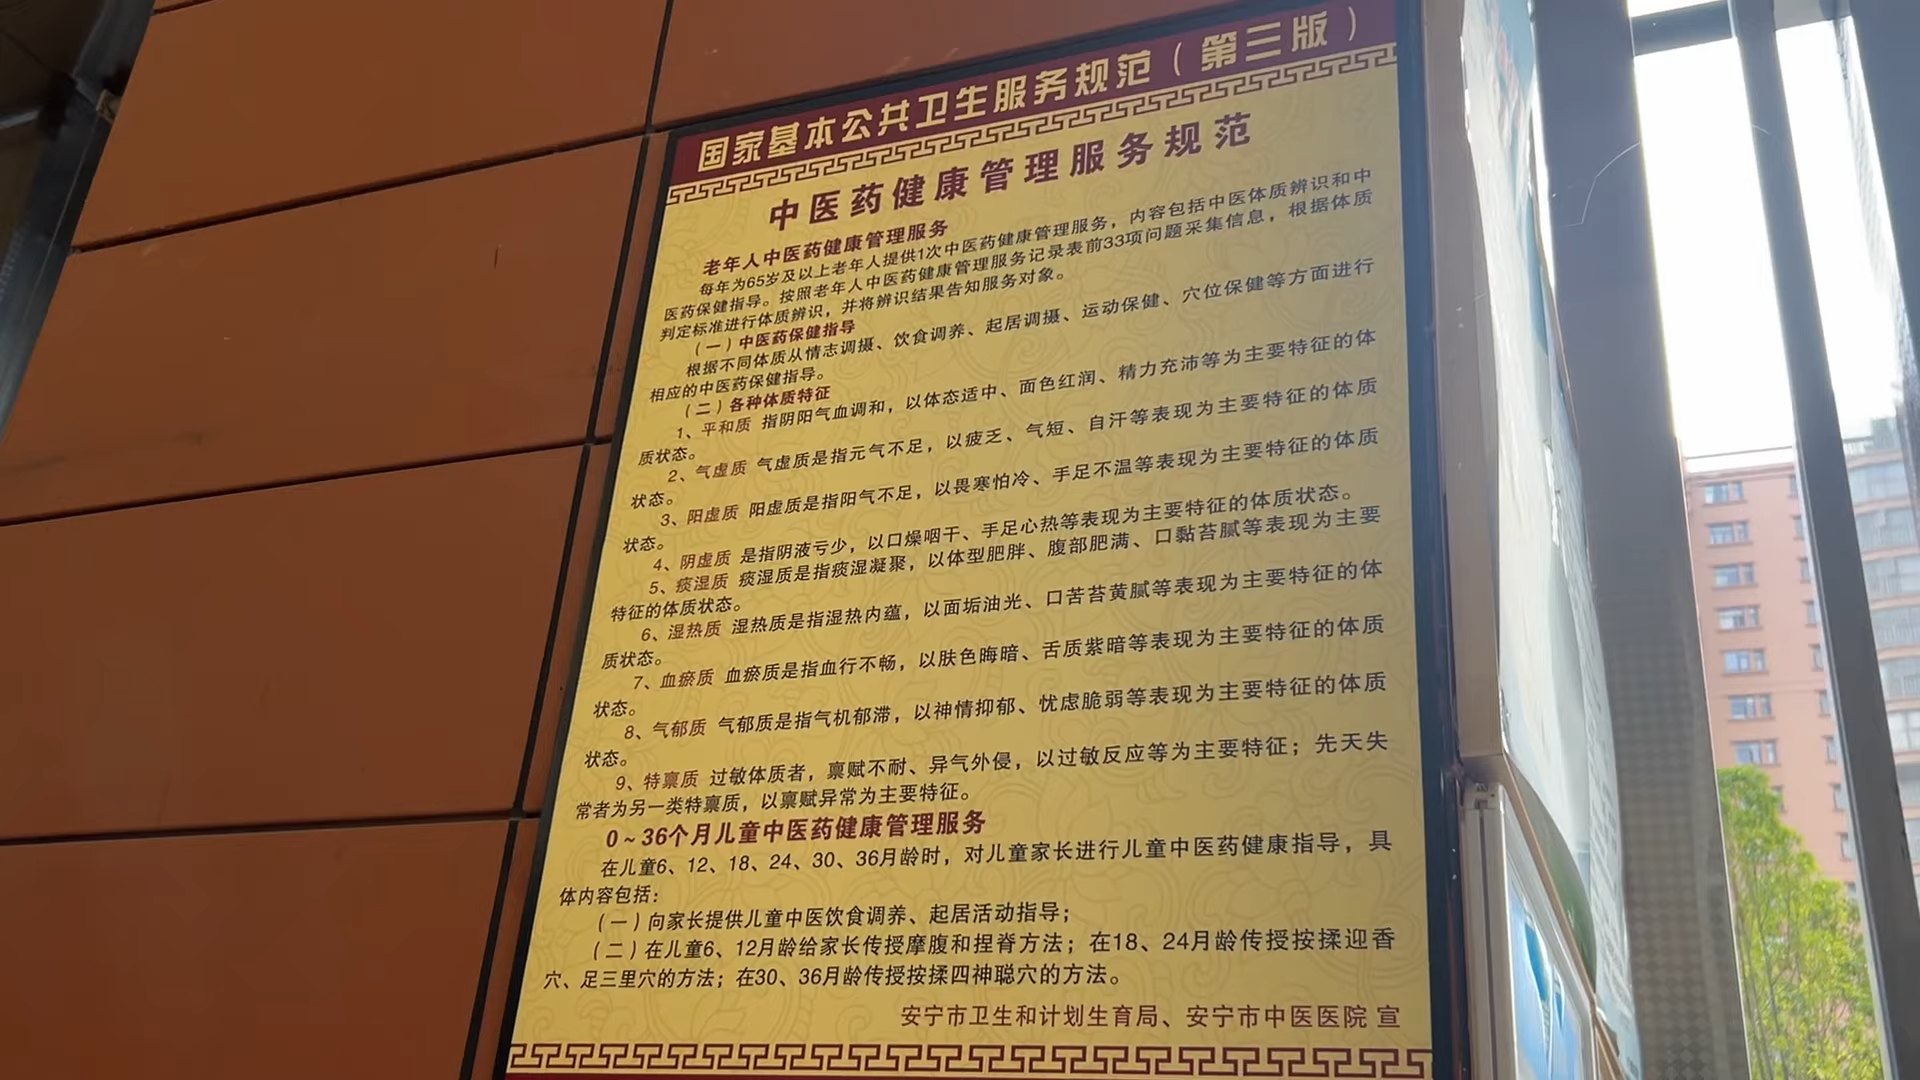 国家基本公共卫生服务规范（第三版）
中医药健康管理服务规范
老年人中医药健康管理服务
每年为65岁及以上老年人提供1次中医药健康管理服务，内容包括中医体质辨识和中
医药保健指导。按照老年人中医药健康管理服务记录表前33项问题采集信息，根据体质
判定标准进行体质辨识，并将辨识结果告知服务对象。
（一）中医药保健指导
根据不同体质从情志调摄、饮食调养、起居调摄、运动保健、穴位保健等方面进行
相应的中医药保健指导。
（二）各种体质特征
1、平和质 指阴阳气血调和，以体态适中、面色红润、精力充沛等为主要特征的体
质状态。
2、气虚质 气虚质是指元气不足，以疲乏、气短、自汗等表现为主要特征的体质
状态。
3、阳虚质 阳虚质是指阳气不足，以畏寒怕冷、手足不温等表现为主要特征的体质
状态。
4、阴虚质 是指阴液亏少，以口燥咽干、手足心热等表现为主要特征的体质状态。
5、痰湿质 痰湿质是指痰湿凝聚，以体型肥胖、腹部肥满、口黏苔腻等表现为主要
特征的体质状态。
6、湿热质 湿热质是指湿热内蕴，以面垢油光、口苦苔黄腻等表现为主要特征的体
质状态。
7、血瘀质 血瘀质是指血行不畅，以肤色晦暗、舌质紫暗等表现为主要特征的体质
状态。
8、气郁质 气郁质是指气机郁滞，以神情抑郁、忧虑脆弱等表现为主要特征的体质
状态。
9、特禀质 过敏体质者，禀赋不耐、异气外侵，以过敏反应等为主要特征；先天失
常者为另一类特禀质，以禀赋异常为主要特征。
0～36个月儿童中医药健康管理服务
在儿童6、12、18、24、30、36月龄时，对儿童家长进行儿童中医药健康指导，具
体内容包括：
（一）向家长提供儿童中医饮食调养、起居活动指导；
（二）在儿童6、12月龄给家长传授摩腹和捏脊方法；在18、24月龄传授按揉迎香
穴、足三里穴的方法；在30、36月龄传授按揉四神聪穴的方法。
安宁市卫生和计划生育局、安宁市中医医院 宣